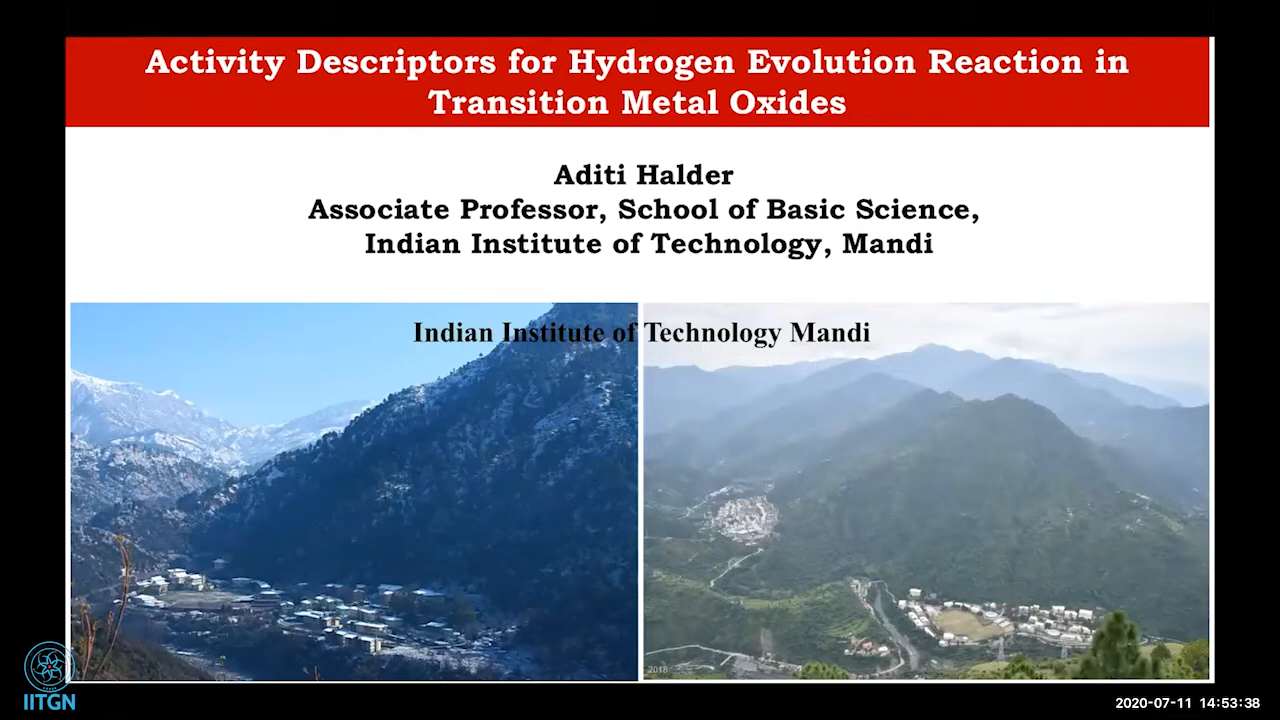 Activity Descriptors for Hydrogen Evolution Reaction in
Transition Metal Oxides
Aditi Halder
Associate Professor, School of Basic Science,
Indian Institute of Technology, Mandi
Indian Institute of Technology Mandi
2018
IITGN
2020-07-11 14:53:38